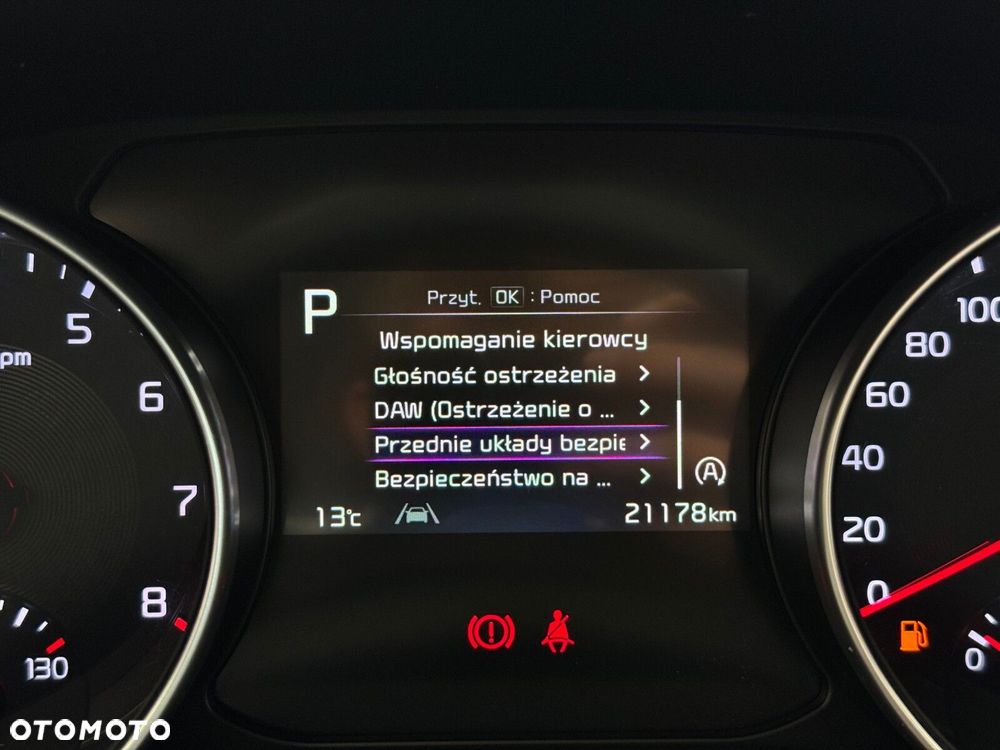 P
Przyt. OK : Pomoc
Wspomaganie kierowcy
Głośność ostrzeżenia >
DAW (Ostrzeżenie o ... >
Przednie układy bezpie >
Bezpieczeństwo na ... >
A
13°C
21178km
5
pm
6
7
8
130
100
80
60
40
20
0
0
OTOMOTO